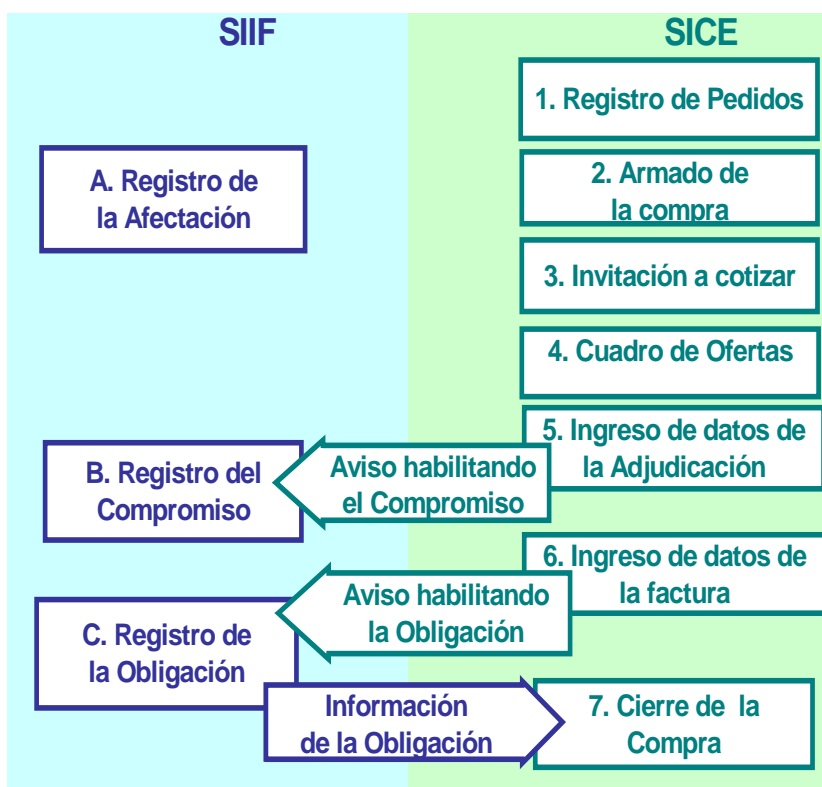 SIIF
SICE
1. Registro de Pedidos
A. Registro de
la Afectación
2. Armado de
la compra
3. Invitación a cotizar
4. Cuadro de Ofertas
5. Ingreso de datos de
la Adjudicación
Aviso habilitando
el Compromiso
B. Registro del
Compromiso
6. Ingreso de datos de
la factura
Aviso habilitando
la Obligación
C. Registro de
la Obligación
Información
de la Obligación
7. Cierre de la
Compra